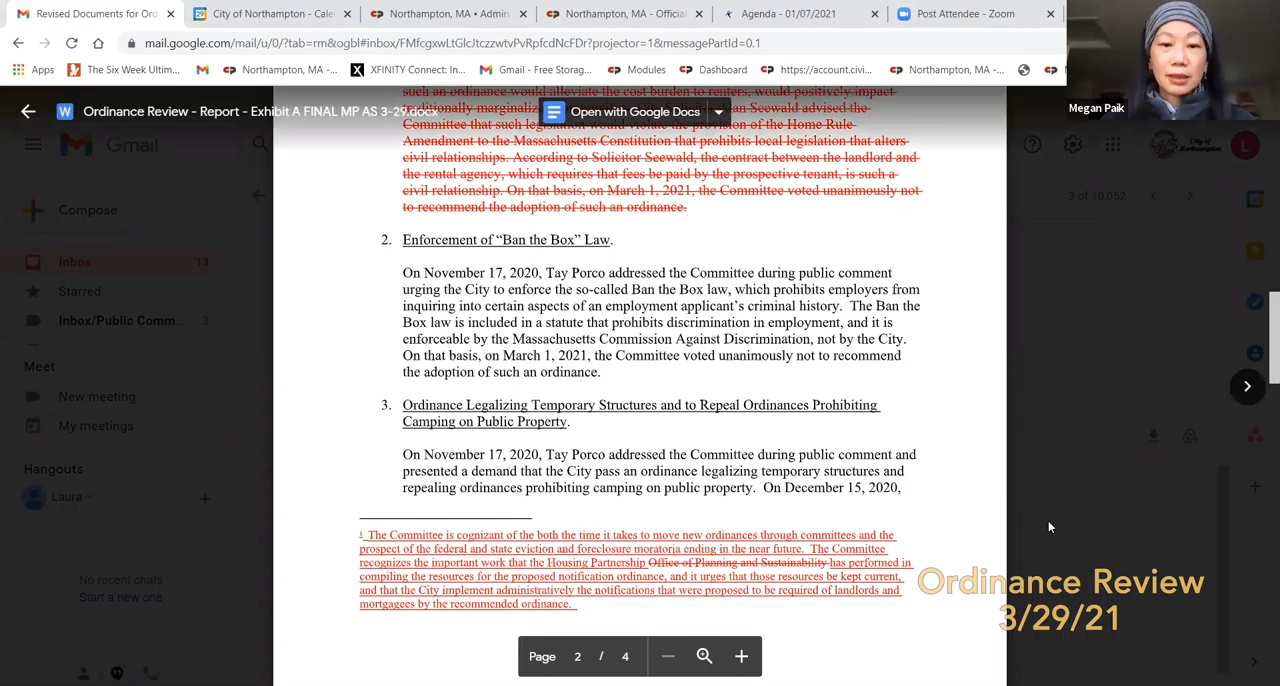 Revised Documents for Ord
City of Northampton - Cale
Northampton, MA • Admin
Northampton, MA - Official
Agenda - 01/07/2021
Post Attendee - Zoom
mail.google.com/mail/u/0/?tab=rm&ogbl#inbox/FMfcgxwLtGlcJtczzwtvPvRpfcdNcFDr?projector=1&messagePartId=0.1
Apps
The Six Week Ultim...
Northampton, MA -...
XFINITY Connect: In...
Gmail - Free Storag...
Modules
Dashboard
https://account.civi...
Northampton, MA -...
Megan Paik
Ordinance Review - Report - Exhibit A FINAL MP AS 3-29.docx
Open with Google Docs
Gmail
Compose
Inbox 13
Starred
Inbox/Public Comm... 3
Meet
New meeting
My meetings
Hangouts
Laura
No recent chats
Start a new one
City of
Northampton
L
3 of 10,052
such an ordinance would alleviate the cost burden to renters, would positively impact
Seewald advised the
Committee that such legislation would violate the provision of the Home Rule
Amendment to the Massachusetts Constitution that prohibits local legislation that alters
civil relationships. According to Solicitor Seewald, the contract between the landlord and
the rental agency, which requires that fees be paid by the prospective tenant, is such a
civil relationship. On that basis, on March 1, 2021, the Committee voted unanimously not
to recommend the adoption of such an ordinance.
2. Enforcement of “Ban the Box” Law.
On November 17, 2020, Tay Porco addressed the Committee during public comment
urging the City to enforce the so-called Ban the Box law, which prohibits employers from
inquiring into certain aspects of an employment applicant’s criminal history. The Ban the
Box law is included in a statute that prohibits discrimination in employment, and it is
enforceable by the Massachusetts Commission Against Discrimination, not by the City.
On that basis, on March 1, 2021, the Committee voted unanimously not to recommend
the adoption of such an ordinance.
3. Ordinance Legalizing Temporary Structures and to Repeal Ordinances Prohibiting
Camping on Public Property.
On November 17, 2020, Tay Porco addressed the Committee during public comment and
presented a demand that the City pass an ordinance legalizing temporary structures and
repealing ordinances prohibiting camping on public property. On December 15, 2020,
1 The Committee is cognizant of the both the time it takes to move new ordinances through committees and the
prospect of the federal and state eviction and foreclosure moratoria ending in the near future. The Committee
recognizes the important work that the Housing Partnership Office of Planning and Sustainability has performed in
compiling the resources for the proposed notification ordinance, and it urges that those resources be kept current,
and that the City implement administratively the notifications that were proposed to be required of landlords and
mortgagees by the recommended ordinance.
Page 2 / 4
Ordinance Review
3/29/21